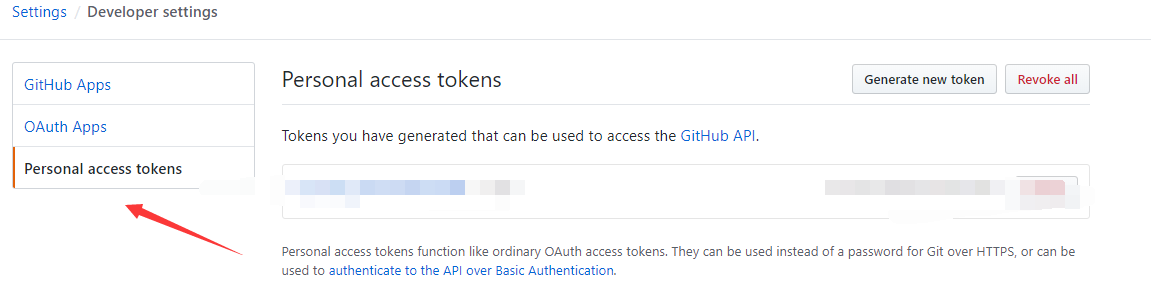 Settings / Developer settings
GitHub Apps
OAuth Apps
Personal access tokens
Personal access tokens
Generate new token
Revoke all
Tokens you have generated that can be used to access the GitHub API.
Personal access tokens function like ordinary OAuth access tokens. They can be used instead of a password for Git over HTTPS, or can be
used to authenticate to the API over Basic Authentication.